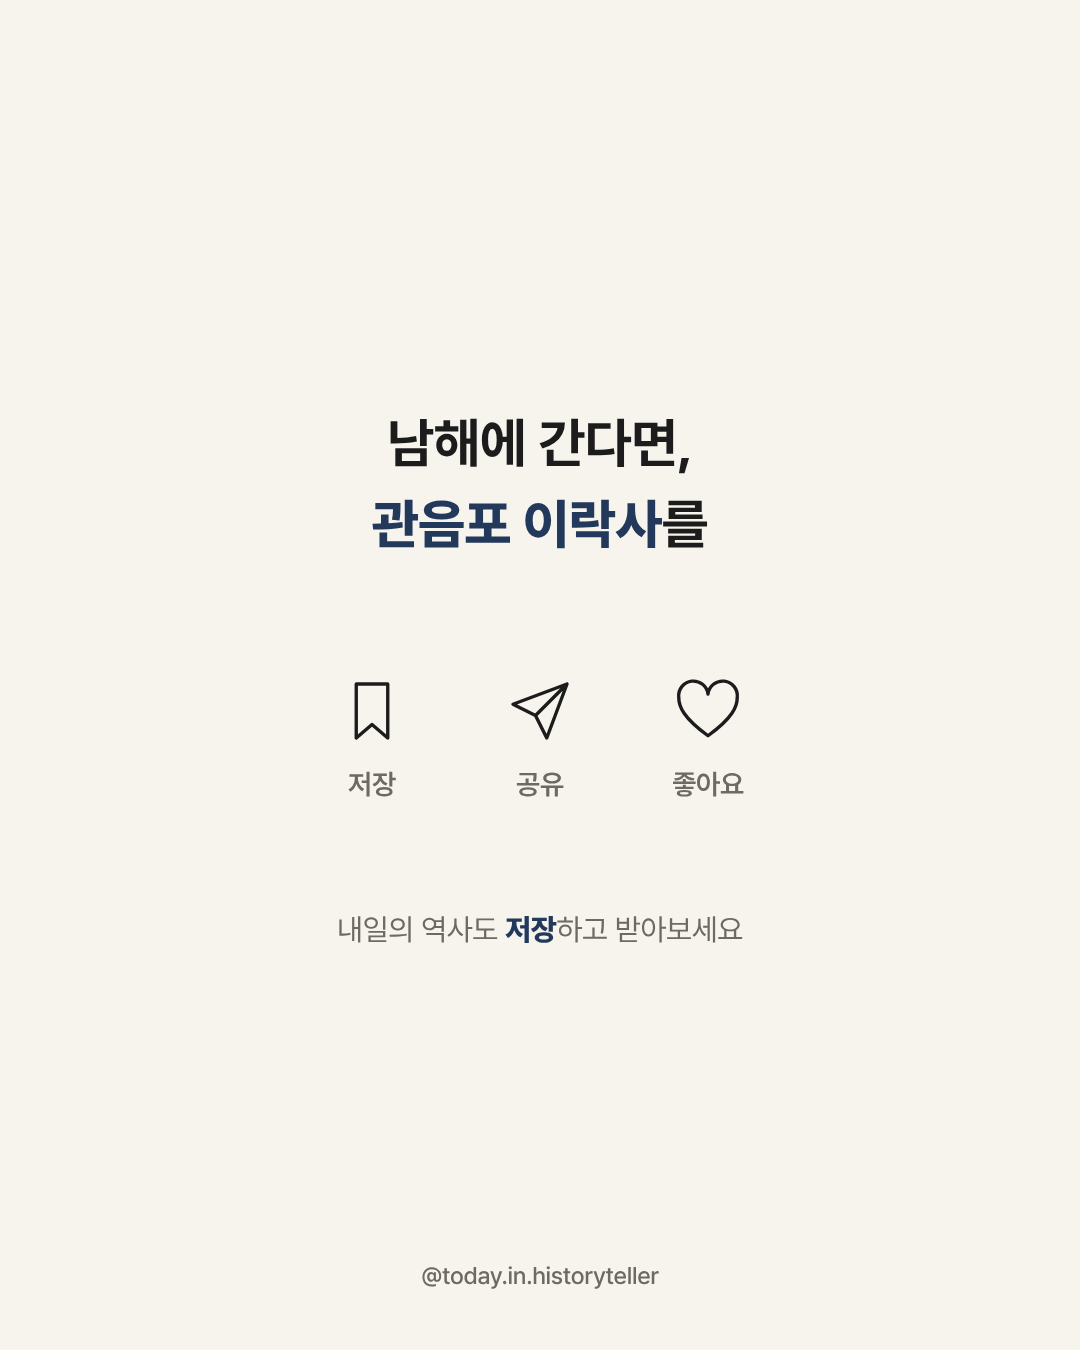 남해에 간다면,
관음포 이락사를
저장
공유
좋아요
내일의 역사도 저장하고 받아보세요
@today.in.historyteller